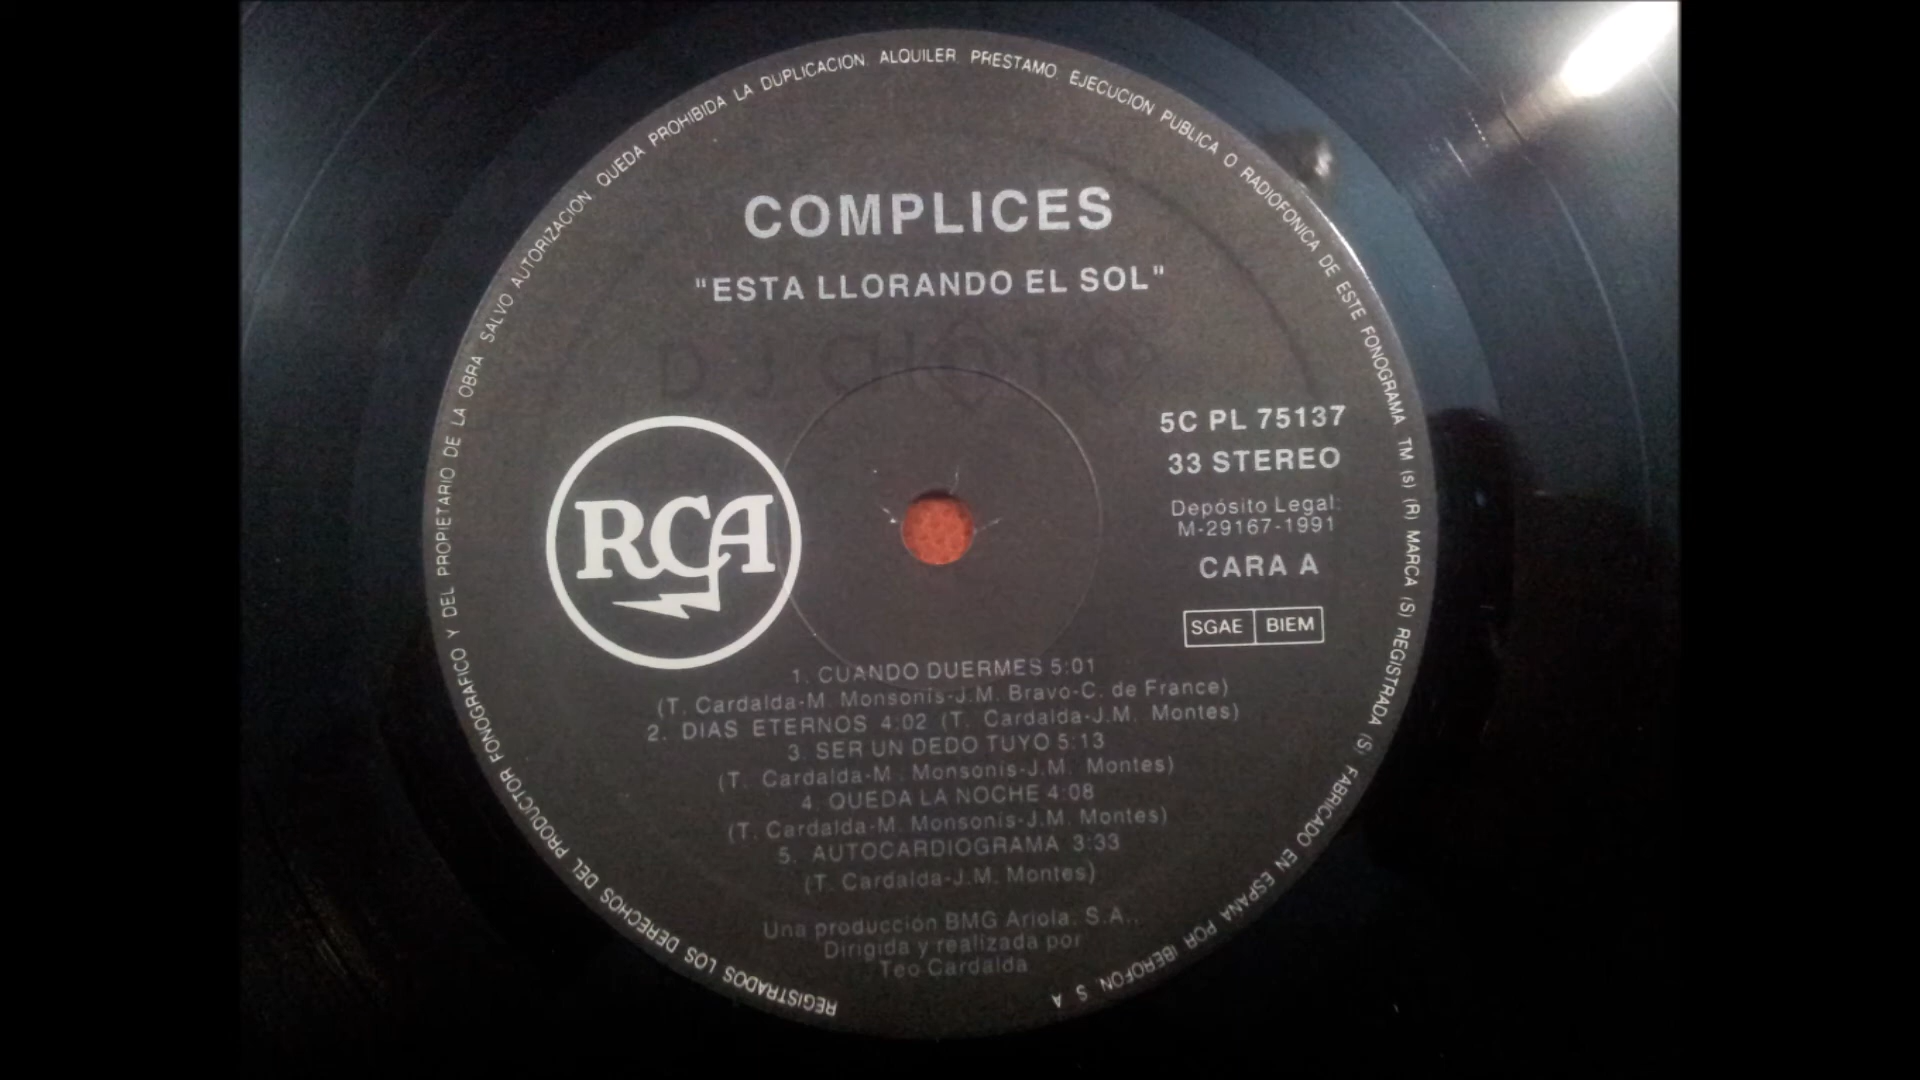 REGISTRADOS LOS DERECHOS DEL PRODUCTOR FONOGRAFICO Y DEL PROPIETARIO DE LA OBRA. SALVO AUTORIZACION QUEDA PROHIBIDA LA DUPLICACION. ALQUILER. PRESTAMO. EJECUCION PUBLICA O RADIOFONICA DE ESTE FONOGRAMA TM (s) (R) MARCA (S) REGISTRADA (S) FABRICADO EN ESPAÑA POR IBEROFON, S A
COMPLICES
"ESTA LLORANDO EL SOL"
DJ
RCA
5C PL 75137
33 STEREO
Depósito Legal:
M-29167-1991
CARA A
SGAE BIEM
1. CUANDO DUERMES 5:01
(T. Cardalda-M. Monsonís-J.M. Bravo-C. de France)
2. DIAS ETERNOS 4:02 (T. Cardalda-J.M. Montes)
3. SER UN DEDO TUYO 5:13
(T. Cardalda-M. Monsonís-J.M. Montes)
4. QUEDA LA NOCHE 4:08
(T. Cardalda-M. Monsonís-J.M. Montes)
5. AUTOCARDIOGRAMA 3:33
(T. Cardalda-J.M. Montes)
Una producción BMG Ariola. S.A..
Dirigida y realizada por
Teo Cardalda